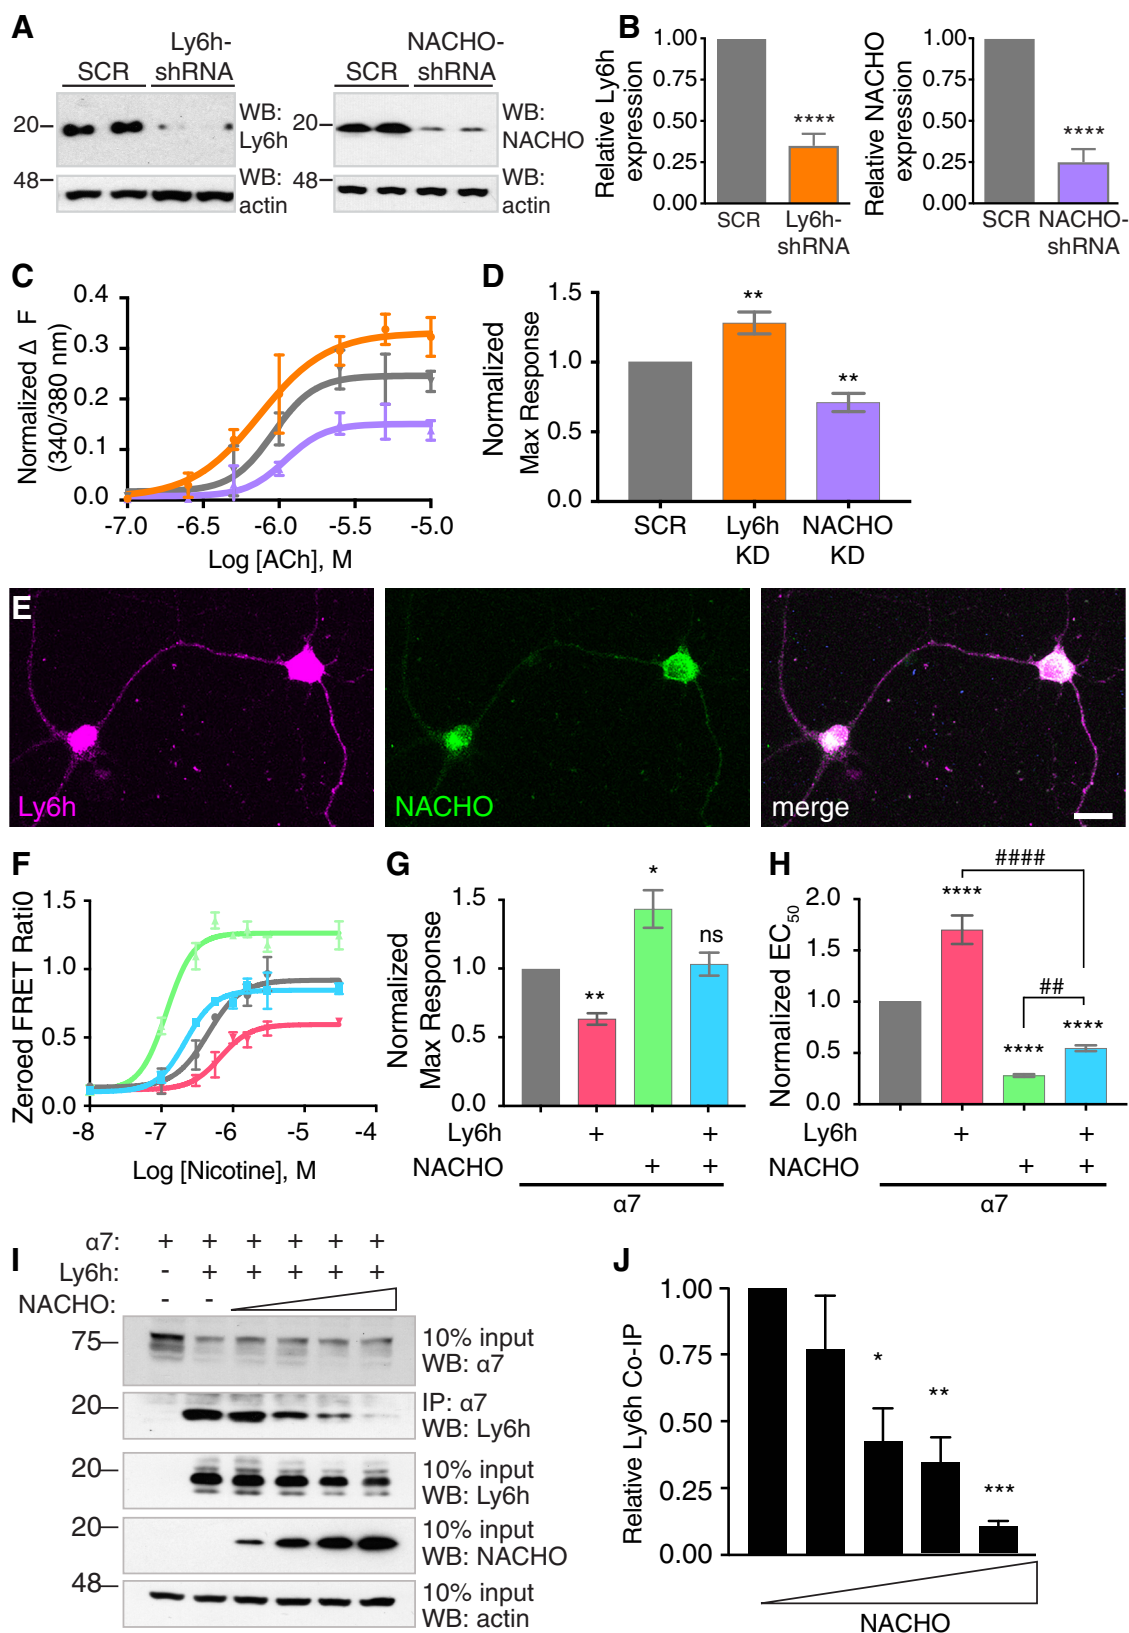 A
SCR
Ly6h-
shRNA
20
WB:
Ly6h
48
WB:
actin
SCR
NACHO-
shRNA
20
WB:
NACHO
48
WB:
actin
B
Relative Ly6h
expression
1.00
0.75
0.50
0.25
0.00
****
SCR
Ly6h-
shRNA
Relative NACHO
expression
1.00
0.75
0.50
0.25
0.00
****
SCR
NACHO-
shRNA
C
Normalized Δ F
(340/380 nm)
0.4
0.3
0.2
0.1
0.0
-7.0 -6.5 -6.0 -5.5 -5.0
Log [ACh], M
D
Normalized
Max Response
1.5
1.0
0.5
0.0
**
**
SCR
Ly6h
KD
NACHO
KD
E
Ly6h
NACHO
merge
F
Zeroed FRET Rati0
1.5
1.0
0.5
0.0
-8 -7 -6 -5 -4
Log [Nicotine], M
G
Normalized
Max Response
1.5
1.0
0.5
0.0
**
*
ns
Ly6h + +
NACHO + +
α7
H
Normalized EC50
2.0
1.5
1.0
0.5
0.0
####
****
##
****
****
Ly6h + +
NACHO + +
α7
I
α7: + + + + + +
Ly6h: - + + + + +
NACHO: - -
75
10% input
WB: α7
20
IP: α7
WB: Ly6h
20
10% input
WB: Ly6h
20
10% input
WB: NACHO
48
10% input
WB: actin
J
Relative Ly6h Co-IP
1.00
0.75
0.50
0.25
0.00
*
**
***
NACHO